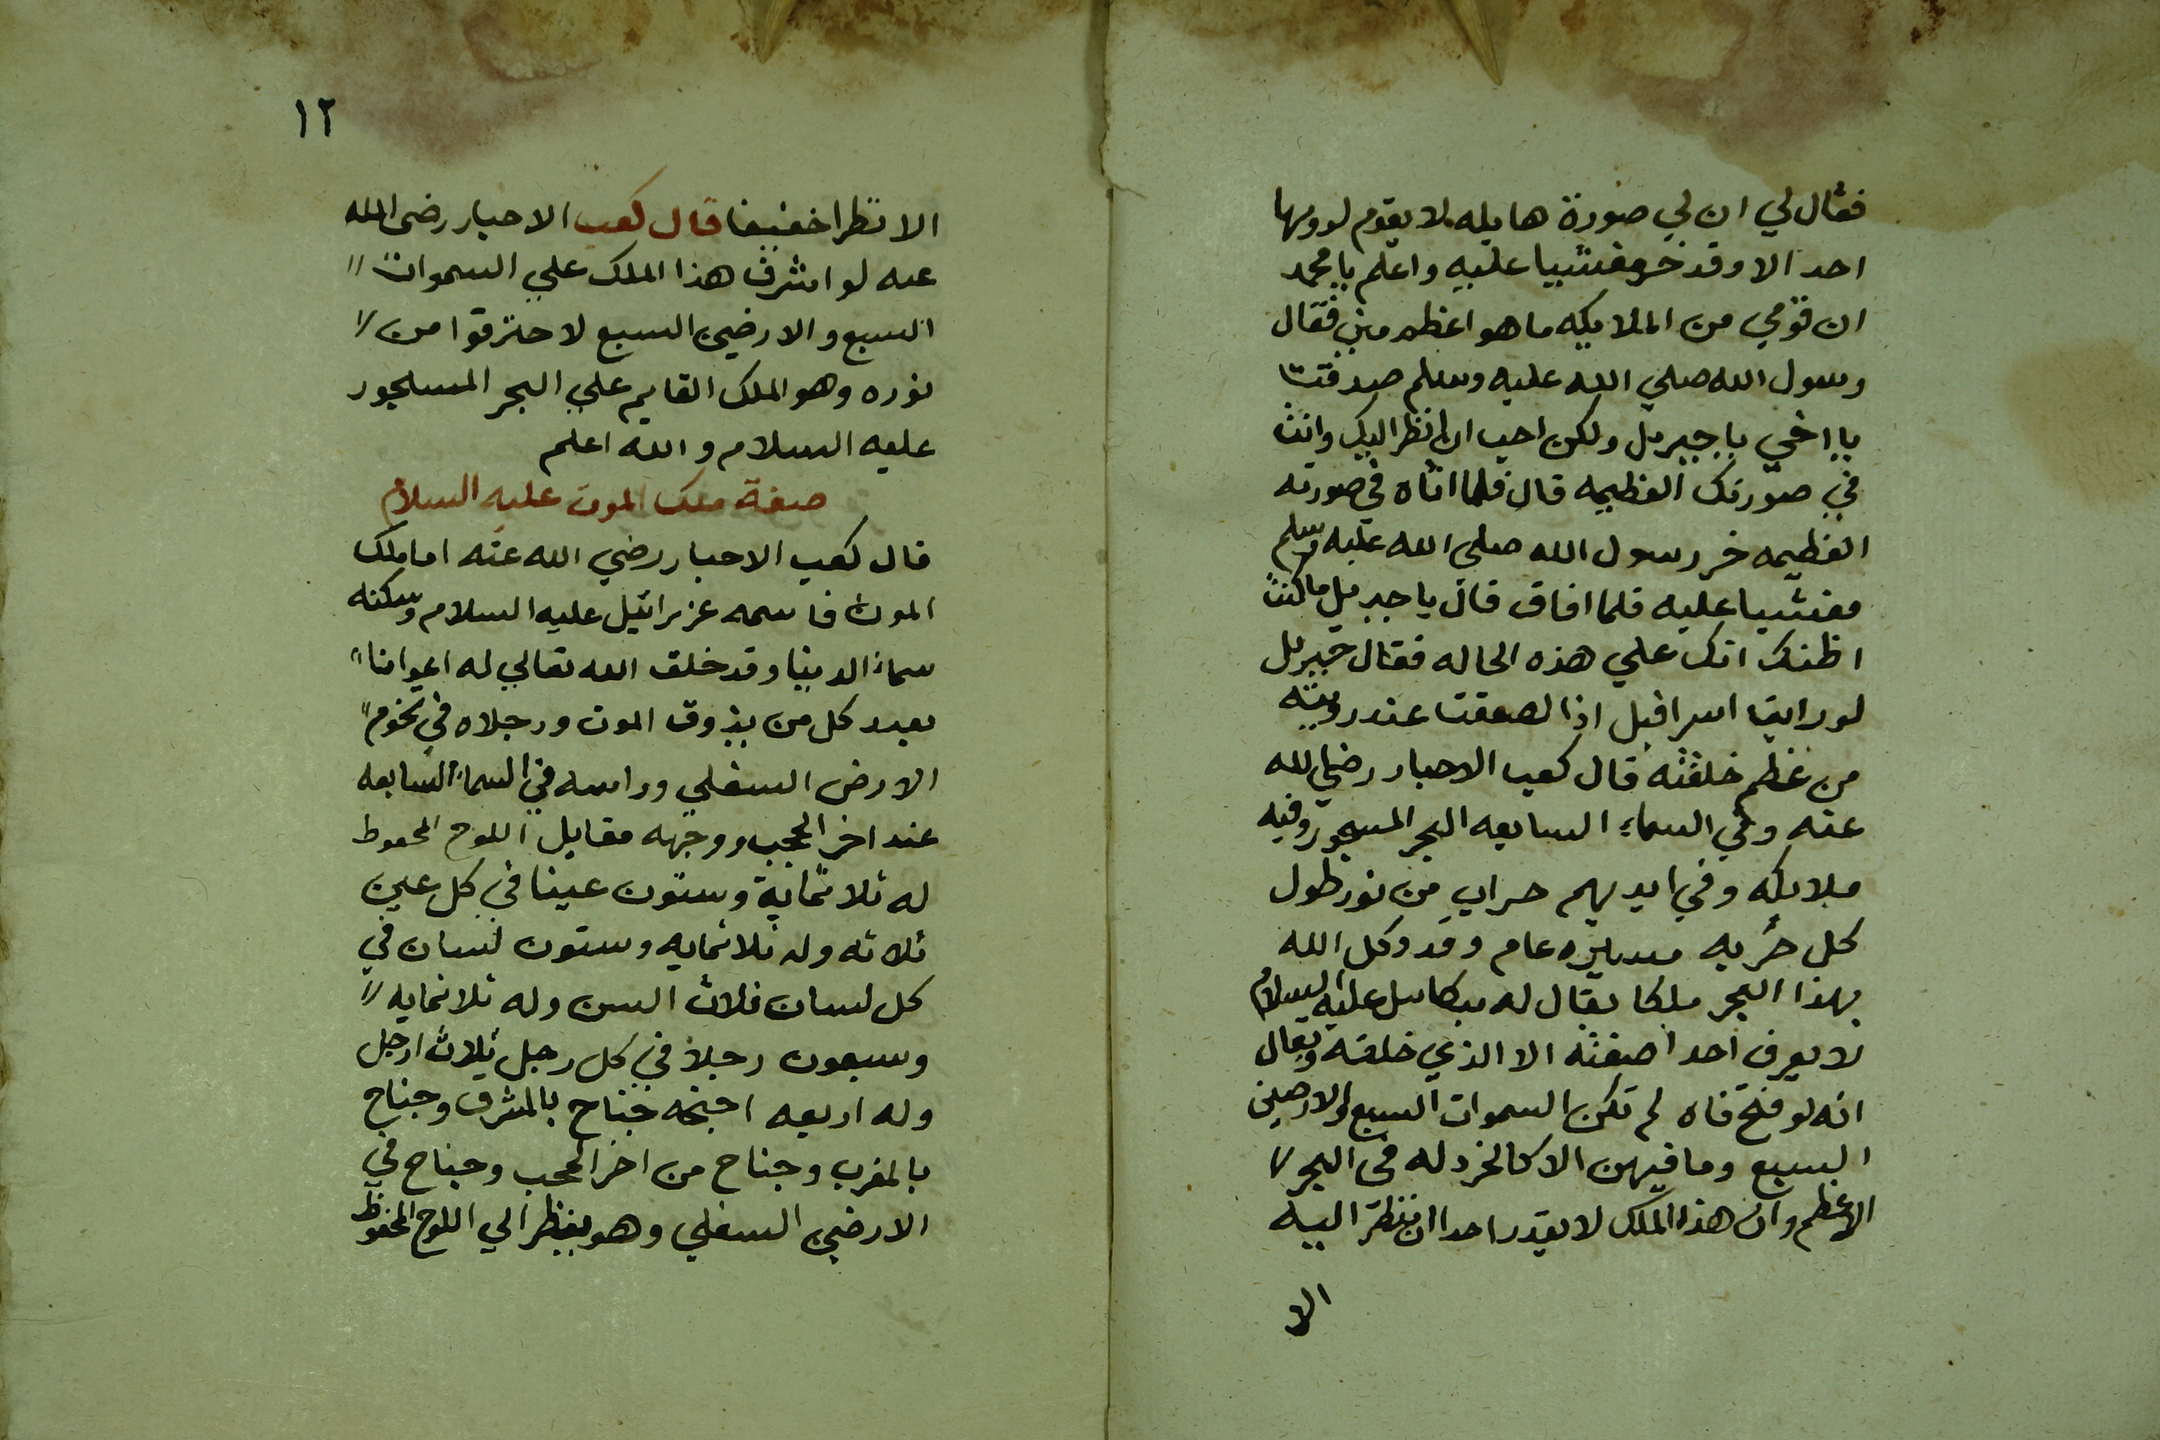 فقال لي ان لي صورة هايله لا يقوم لرويها
احد الا وقد خر مغشيا عليه واعلم يا محمد
ان قومي من الملايكه ما هو اعظم مني فقال
رسول الله صلي الله عليه وسلم صدقت
يا اخي يا جبريل ولكن احب ان انظر اليك وانت
في صورتك العظيمه قال فلما اتاه في صورته
العظيمه خر رسول الله صلى الله عليه وسلم
مغشيا عليه فلما افاق قال يا جبريل ما كنت
اظنك انك علي هذه الحاله فقال جبريل
لو رايت اسرافيل اذا لصعقت عند رويته
من عظم خلقته قال كعب الاحبار رضي الله
عنه وفي السماء السابعه البحر المسجور وفيه
ملايكه وفي ايديهم حراب من نور طول
كل حربه مسيرة عام وقد وكل الله
بهذا البحر ملكا يقال له ميكاييل عليه السلام
لا يعرف احدا صفته الا الذي خلقه ويقال
انه لو فتح فاه لم تكن السموات السبع والارضين
السبع وما فيهن الا كالخردله في البحر //
الاعظم وان هذا الملك لا يقدر احدا ان ينظر اليه
الا
١٢
الا نظرا خفيفا قال كعب الاحبار رضى الله
عنه لو اشرف هذا الملك علي السموات //
السبع والارضين السبع لاحترقوا من //
نوره وهو الملك القايم علي البحر المسجور
عليه السلام والله اعلم
صفة ملك الموت عليه السلام
قال كعب الاحبار رضي الله عنه اما ملك
الموت فاسمه عزرائيل عليه السلام وسكنه
سماء الدنيا وقد خلق الله تعالي له اعوانا //
بعدد كل من يذوق الموت ورجلاه في تخوم //
الارض السفلي وراسه في السماء السابعه
عند اخر الحجب ووجهه مقابل اللوح المحفوظ
له ثلاثماية وستون عينا في كل عين
ثلاثه وله ثلاثمايه وستون لسان في
كل لسان ثلاث السن وله ثلاثمايه //
وسبعون رجلا في كل رجل ثلاث ارجل
وله اربعه اجنحه جناح بالمشرق وجناح
بالمغرب وجناح من اخر الحجب وجناح في
الارضين السفلي وهو ينظر الي اللوح المحفوظ